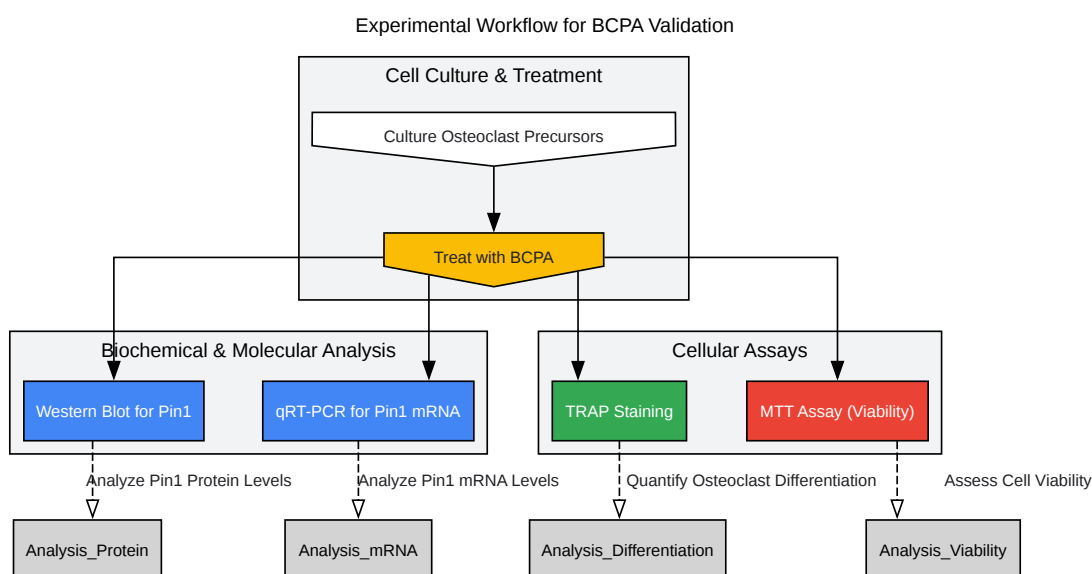 Experimental Workflow for BCPA Validation
Cell Culture & Treatment
Culture Osteoclast Precursors
Treat with BCPA
Biochemical & Molecular Analysis
Cellular Assays
Western Blot for Pin1
qRT-PCR for Pin1 mRNA
TRAP Staining
MTT Assay (Viability)
Analyze Pin1 Protein Levels
Analyze Pin1 mRNA Levels
Quantify Osteoclast Differentiation
Assess Cell Viability
Analysis_Protein
Analysis_mRNA
Analysis_Differentiation
Analysis_Viability